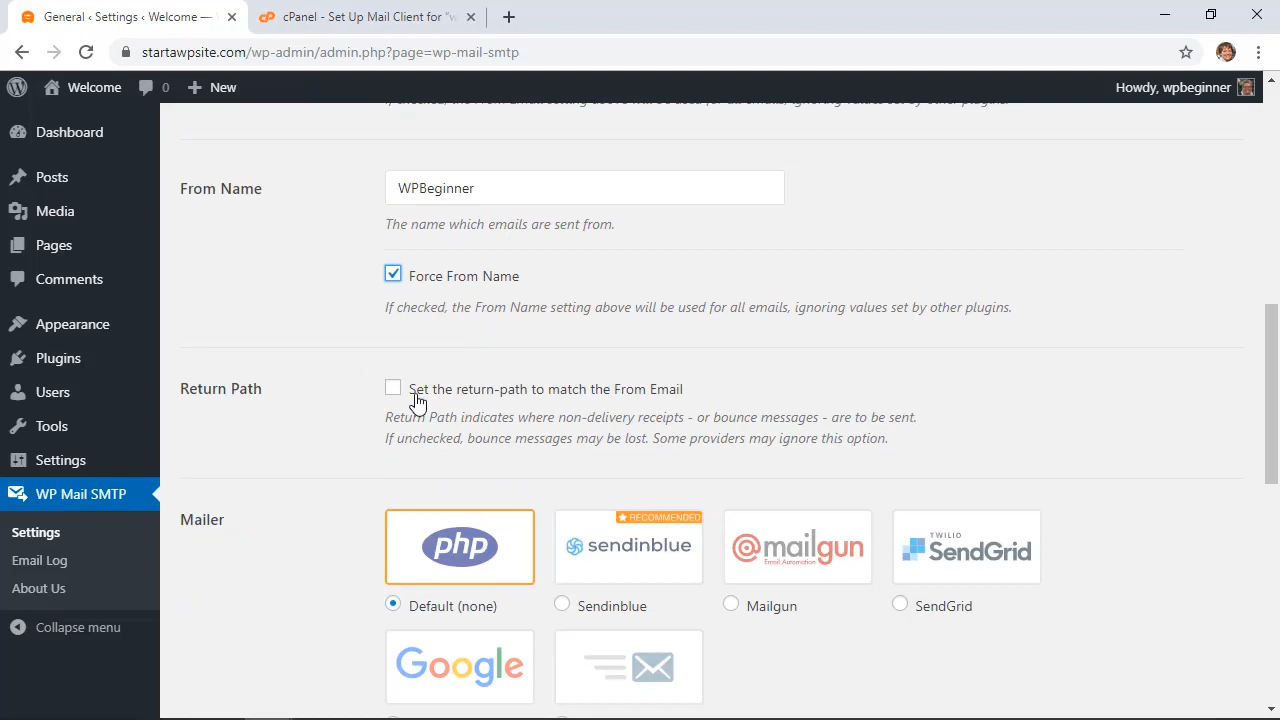 General ‹ Settings ‹ Welcome —
cPanel - Set Up Mail Client for "w
startawpsite.com/wp-admin/admin.php?page=wp-mail-smtp
Welcome
0
New
Howdy, wpbeginner
Dashboard
Posts
Media
Pages
Comments
Appearance
Plugins
Users
Tools
Settings
WP Mail SMTP
Settings
Email Log
About Us
Collapse menu
If checked, the From Email setting above will be used for all emails, ignoring values set by other plugins.
From Name
WPBeginner
The name which emails are sent from.
Force From Name
If checked, the From Name setting above will be used for all emails, ignoring values set by other plugins.
Return Path
Set the return-path to match the From Email
Return Path indicates where non-delivery receipts - or bounce messages - are to be sent.
If unchecked, bounce messages may be lost. Some providers may ignore this option.
Mailer
php
RECOMMENDED
sendinblue
@mailgun
Email Automation
TWILIO
SendGrid
Default (none)
Sendinblue
Mailgun
SendGrid
Google